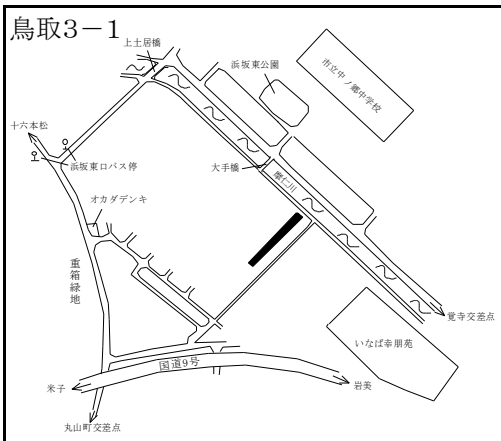 鳥取3－1
上土居橋
浜坂東公園
市立中ノ郷中学校
十六本松
浜坂東口バス停
大手橋
摩仁川
オカダデンキ
重箱緑地
覚寺交差点
いなば幸朋苑
国道9号
米子
岩美
丸山町交差点